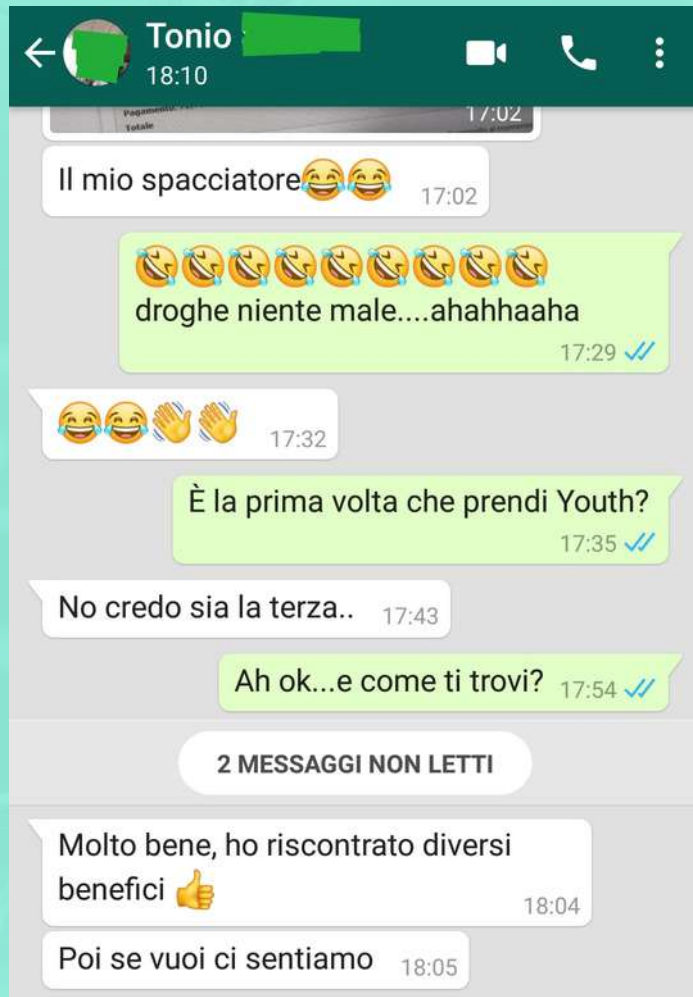 Tonio
18:10
Totale
17:02
Il mio spacciatore😂😂
17:02
🤣🤣🤣🤣🤣🤣🤣🤣🤣
droghe niente male....ahahhaaha
17:29
😂😂👋👋
17:32
È la prima volta che prendi Youth?
17:35
No credo sia la terza..
17:43
Ah ok...e come ti trovi?
17:54
2 MESSAGGI NON LETTI
Molto bene, ho riscontrato diversi
benefici 👍
18:04
Poi se vuoi ci sentiamo
18:05